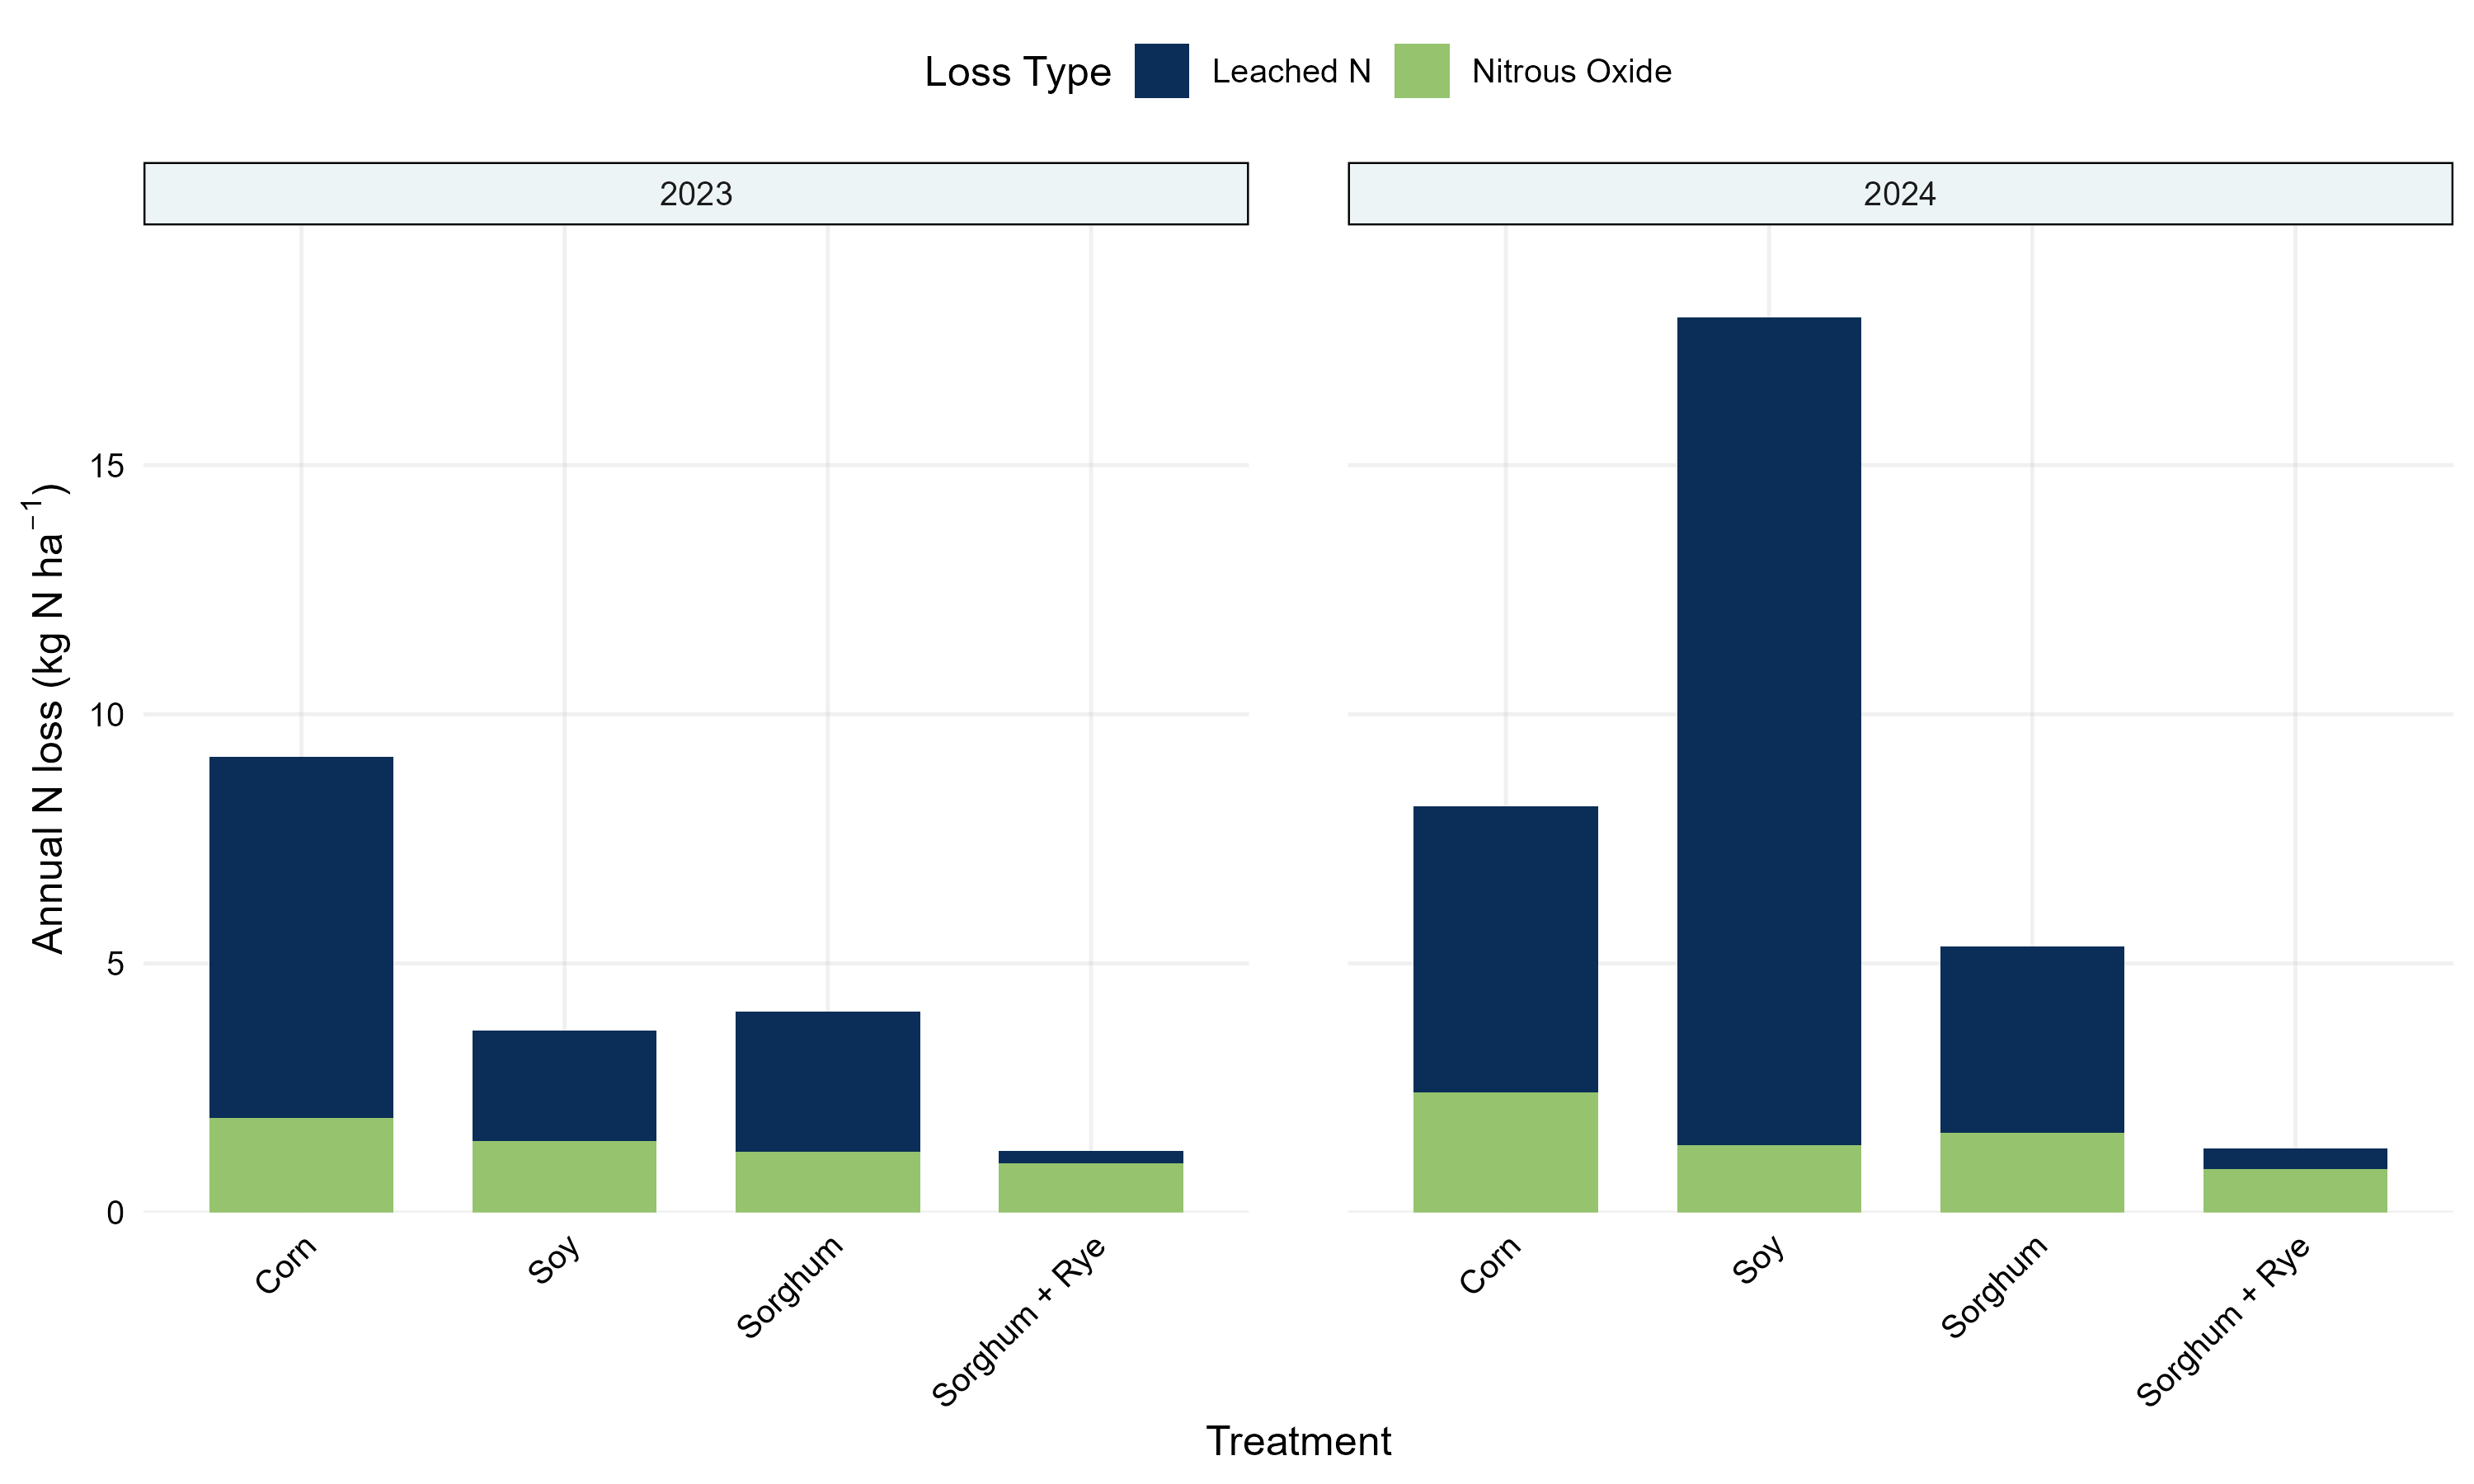 Loss Type Leached N Nitrous Oxide
2023 2024
Annual N loss (kg N ha⁻¹)
15
10
5
0
Corn Soy Sorghum Sorghum + Rye Corn Soy Sorghum Sorghum + Rye
Treatment